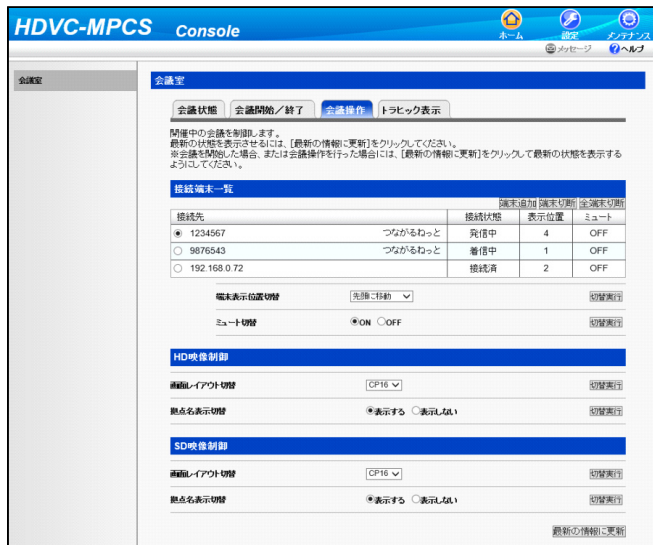 HDVC-MPCS Console
ホーム 設定 メンテナンス
メッセージ ?ヘルプ
会議室
会議室
会議状態 会議開始／終了 会議操作 トラヒック表示
開催中の会議を制御します。
最新の状態を表示させるには、[最新の情報に更新]をクリックしてください。
※会議を開始した場合、または会議操作を行った場合には、[最新の情報に更新]をクリックして最新の状態を表示する
ようにしてください。
接続端末一覧
端末追加 端末切断 全端末切断
接続先 接続状態 表示位置 ミュート
1234567 つながるねっと 発信中 4 OFF
9876543 つながるねっと 着信中 1 OFF
192.168.0.72 接続済 2 OFF
端末表示位置切替 先頭に移動 切替実行
ミュート切替 ON OFF 切替実行
HD映像制御
画面レイアウト切替 CP16 切替実行
拠点名表示切替 表示する 表示しない 切替実行
SD映像制御
画面レイアウト切替 CP16 切替実行
拠点名表示切替 表示する 表示しない 切替実行
最新の情報に更新